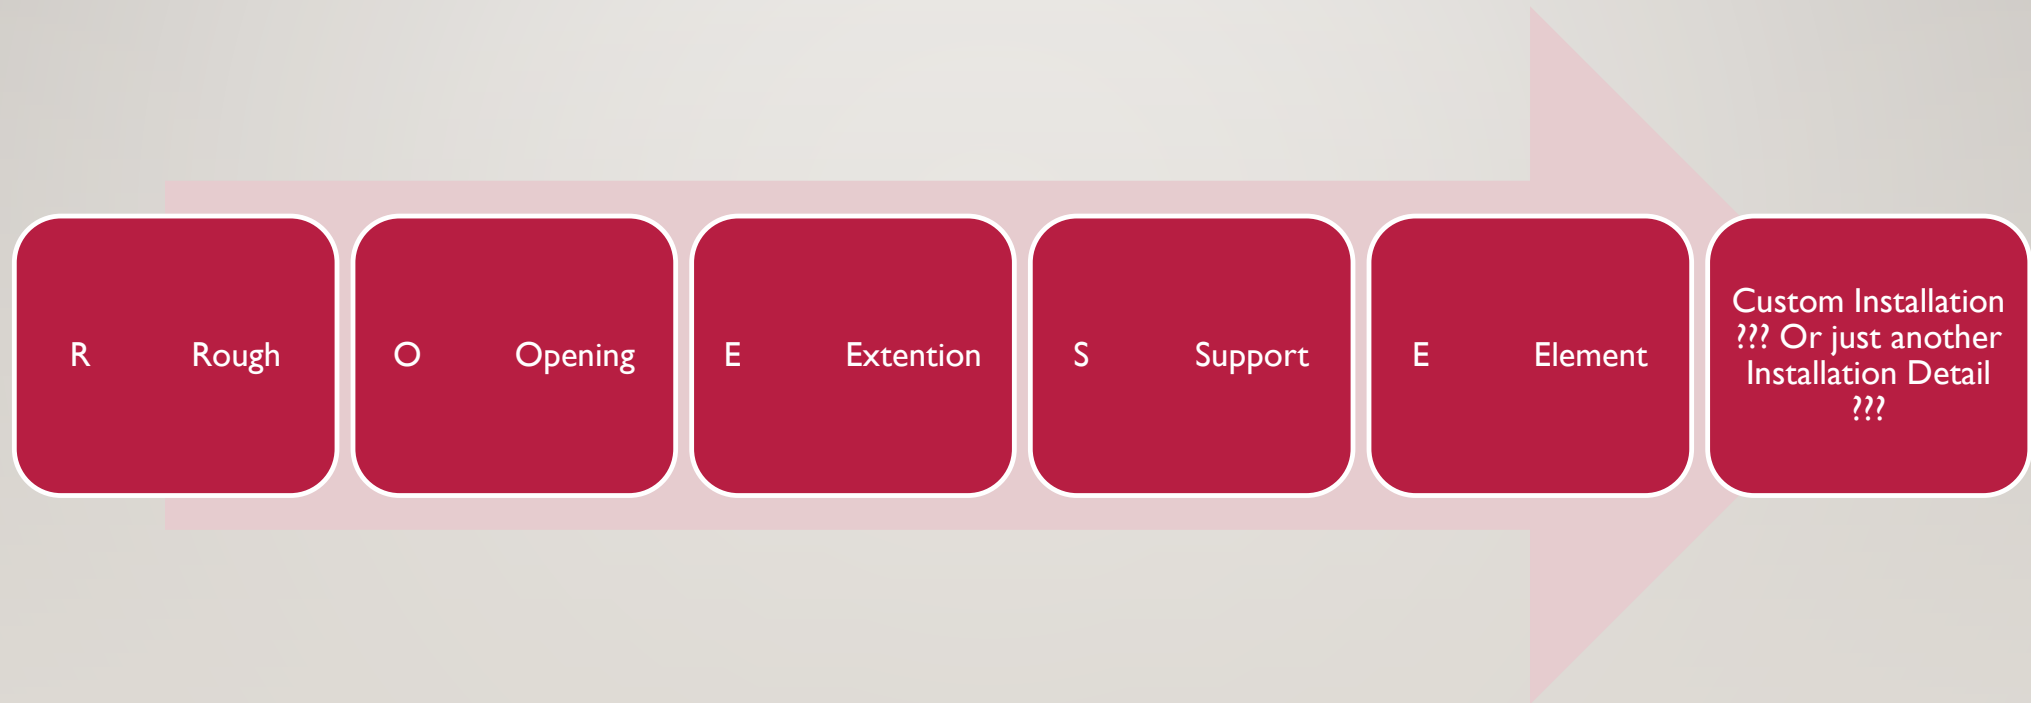 R Rough
O Opening
E Extention
S Support
E Element
Custom Installation
??? Or just another
Installation Detail
???